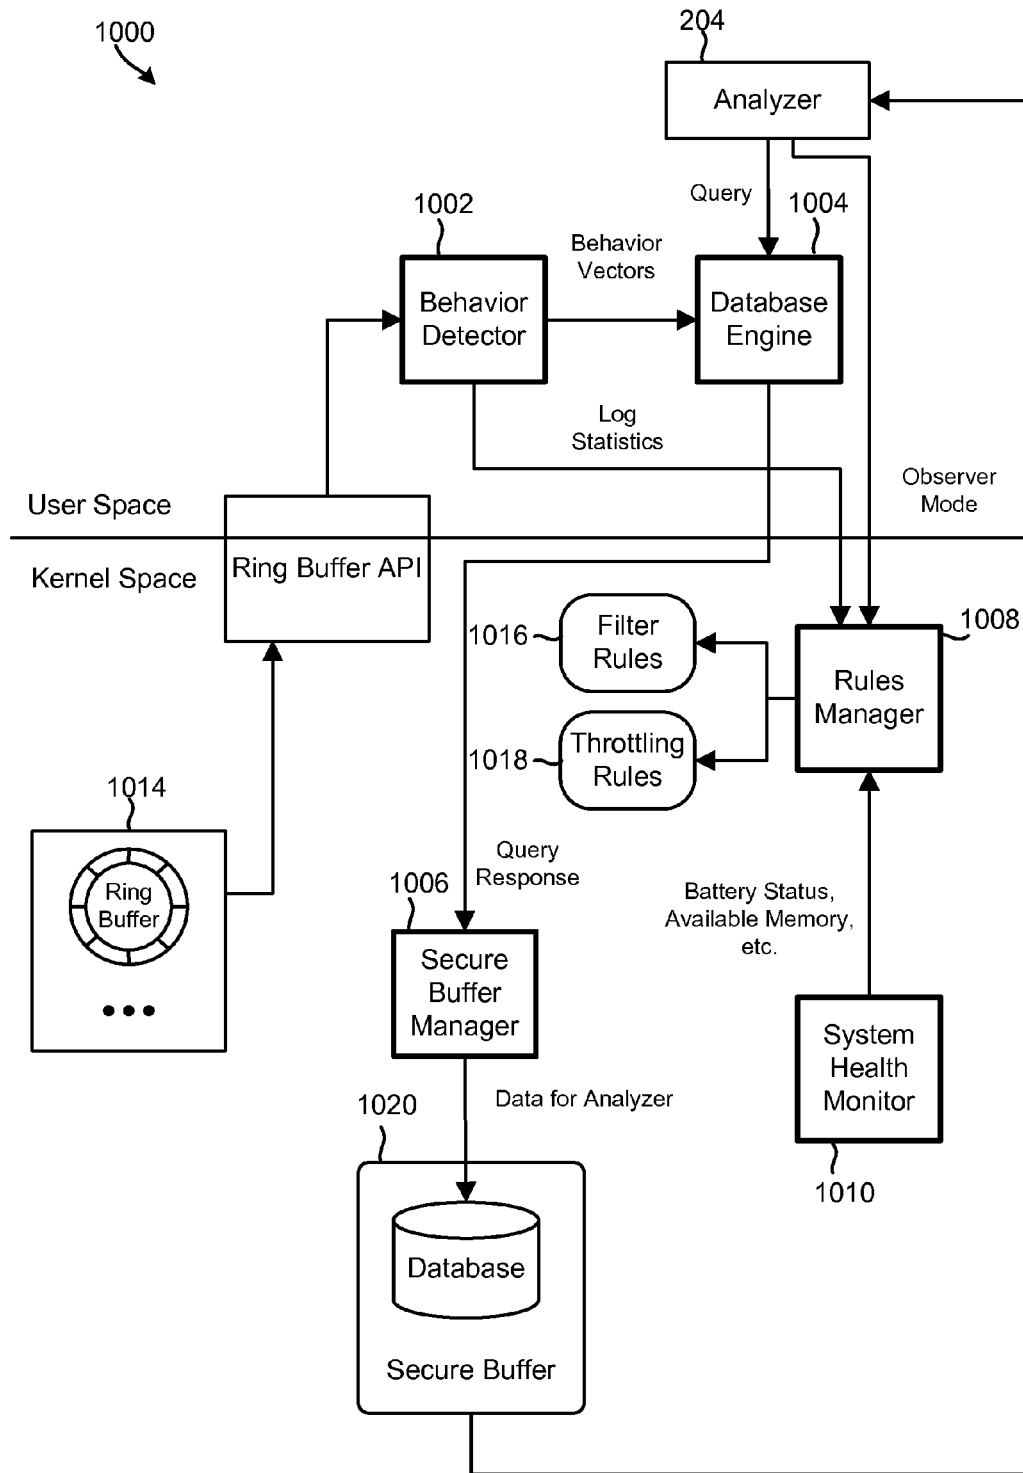 1000
204
Analyzer
Query
1004
1002
Behavior
Vectors
Behavior
Detector
Database
Engine
Log
Statistics
Observer
Mode
User Space
Kernel Space
Ring Buffer API
1016
Filter
Rules
1008
Rules
Manager
1018
Throttling
Rules
1014
Ring
Buffer
Query
Response
1006
Battery Status,
Available Memory,
etc.
Secure
Buffer
Manager
System
Health
Monitor
Data for Analyzer
1020
1010
Database
Secure Buffer